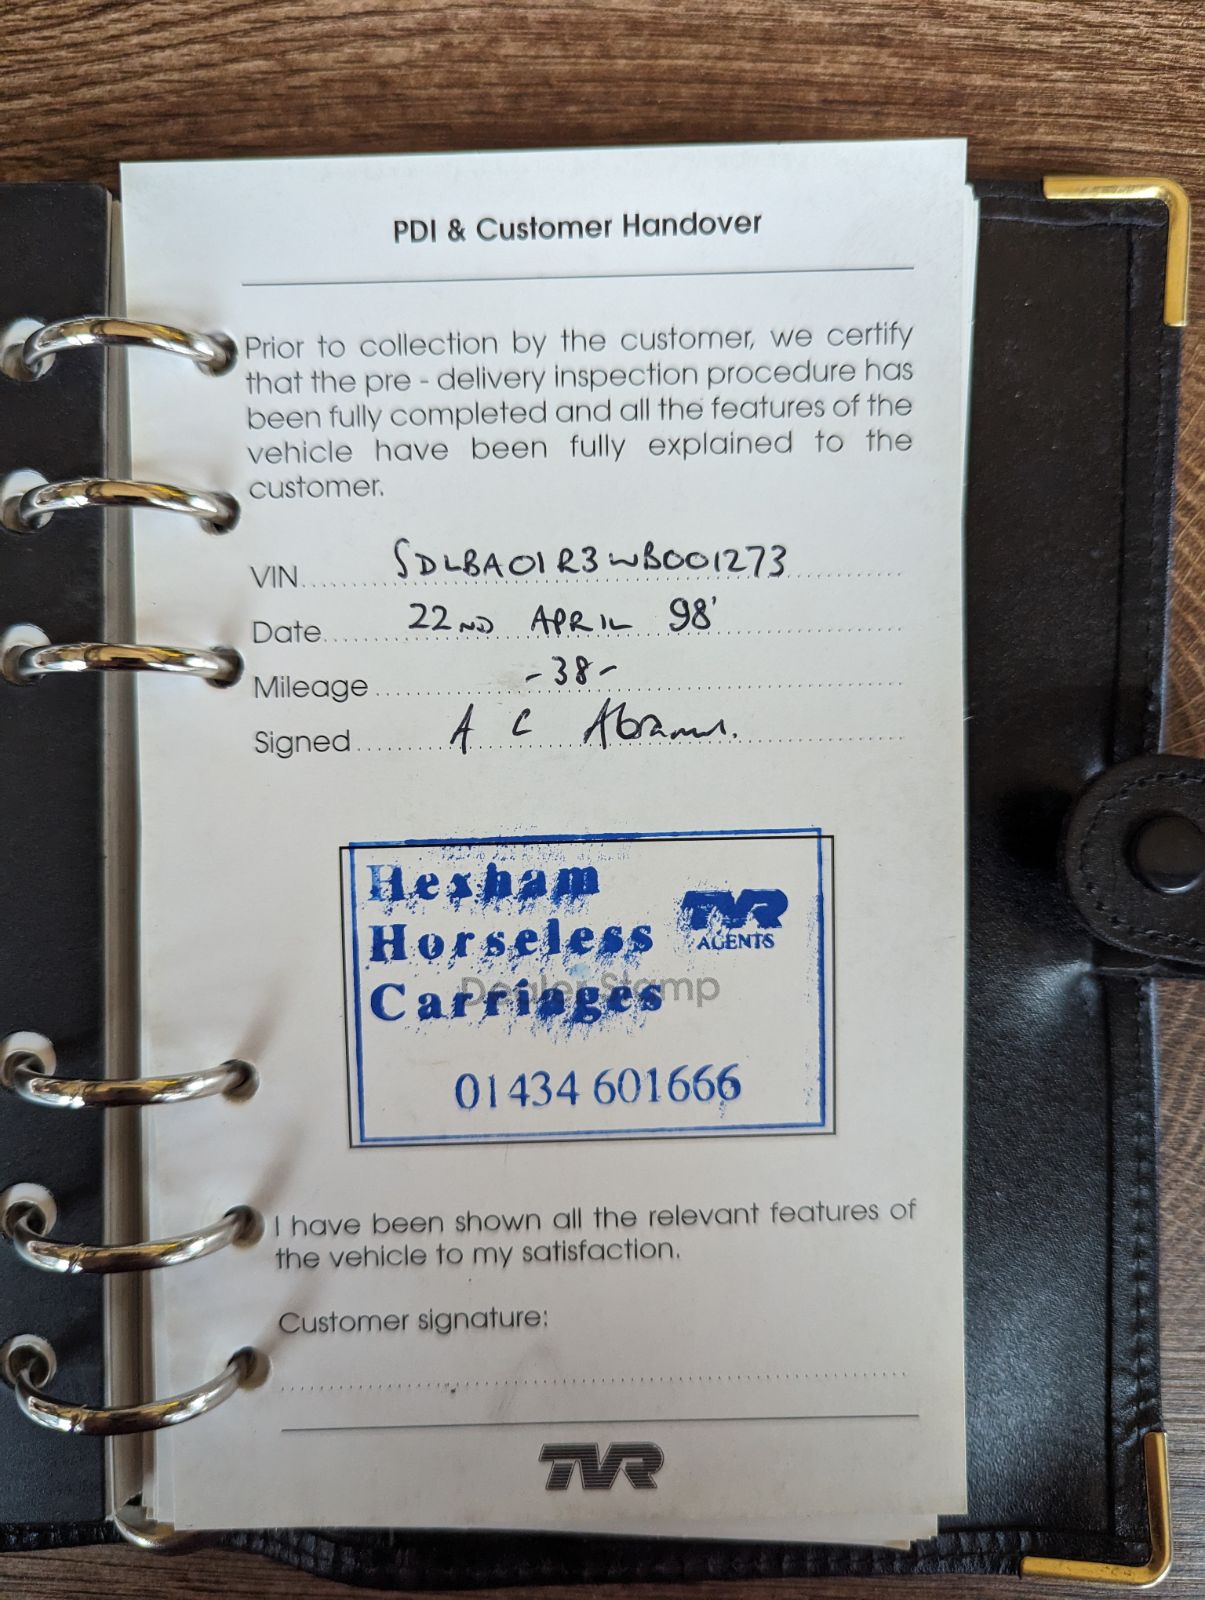 PDI & Customer Handover
Prior to collection by the customer, we certify
that the pre - delivery inspection procedure has
been fully completed and all the features of the
vehicle have been fully explained to the
customer.
VIN SDLBA01R3WB001273
Date 22ND APRIL 98'
Mileage -38-
Signed A C
Hexham
Horseless
Carriages
TVR
AGENTS
Dealer Stamp
01434 601666
I have been shown all the relevant features of
the vehicle to my satisfaction.
Customer signature:
TVR